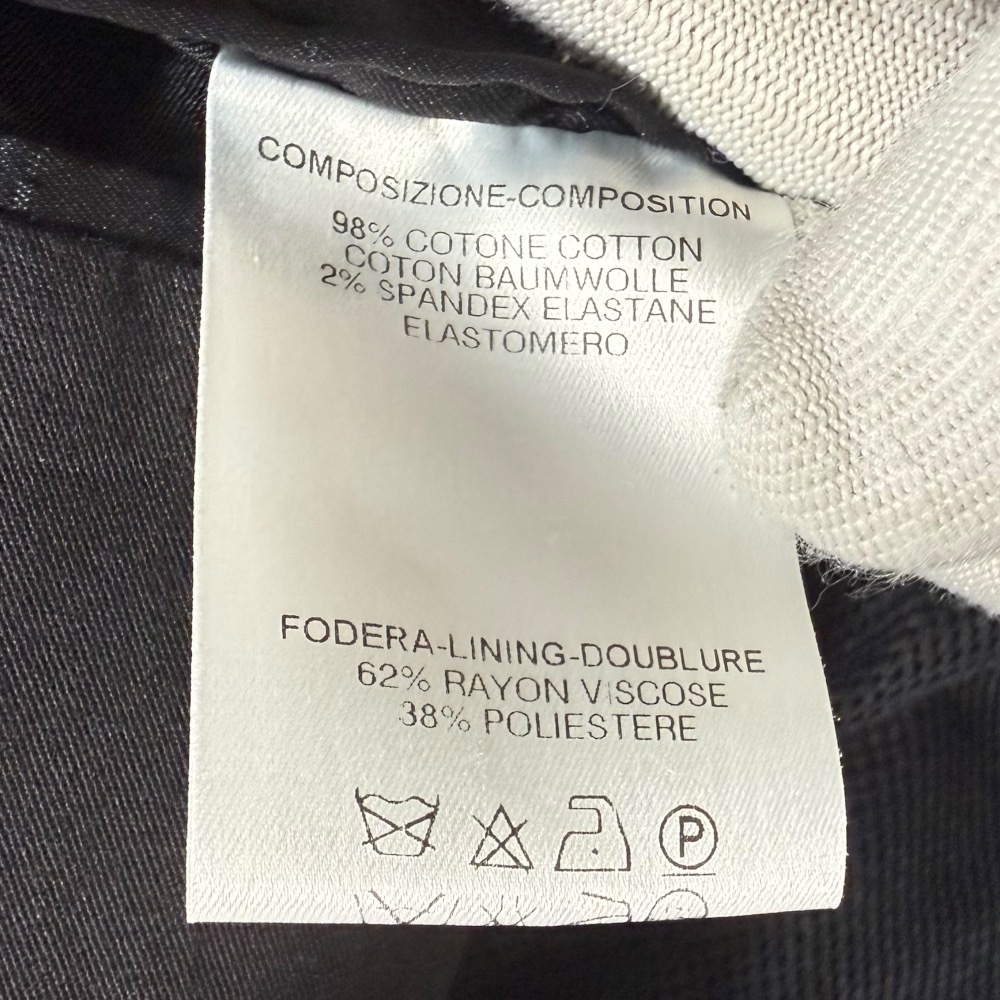 COMPOSIZIONE-COMPOSITION
98% COTONE COTTON
COTON BAUMWOLLE
2% SPANDEX ELASTANE
ELASTOMERO
FODERA-LINING-DOUBLURE
62% RAYON VISCOSE
38% POLIESTERE
P